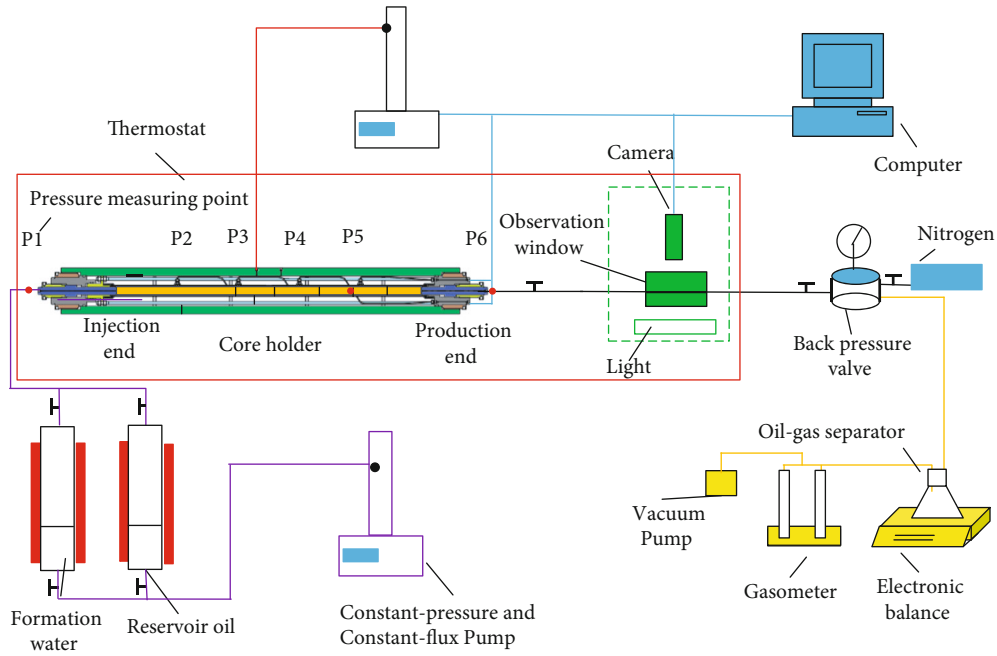 Thermostat
Camera
Computer
Pressure measuring point
Observation
window
Nitrogen
P1
P2
P3
P4
P5
P6
Injection
end
Core holder
Production
end
Light
Back pressure
valve
Oil-gas separator
Vacuum
Pump
Gasometer
Electronic
balance
Formation
water
Reservoir oil
Constant-pressure and
Constant-flux Pump